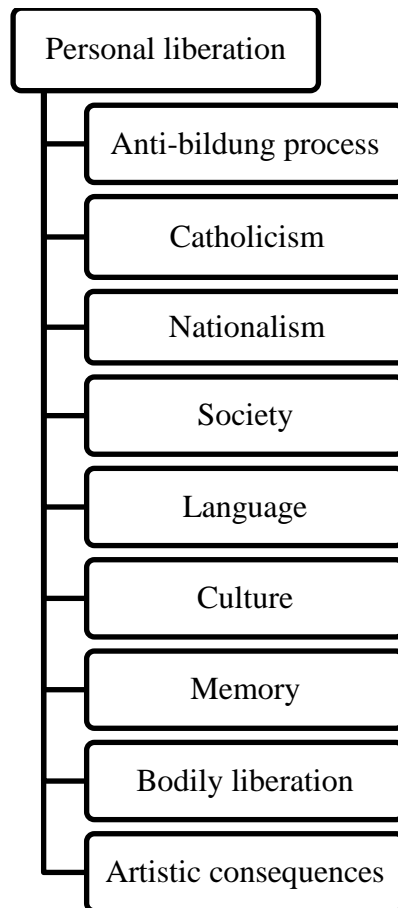 Personal liberation
Anti-bildung process
Catholicism
Nationalism
Society
Language
Culture
Memory
Bodily liberation
Artistic consequences